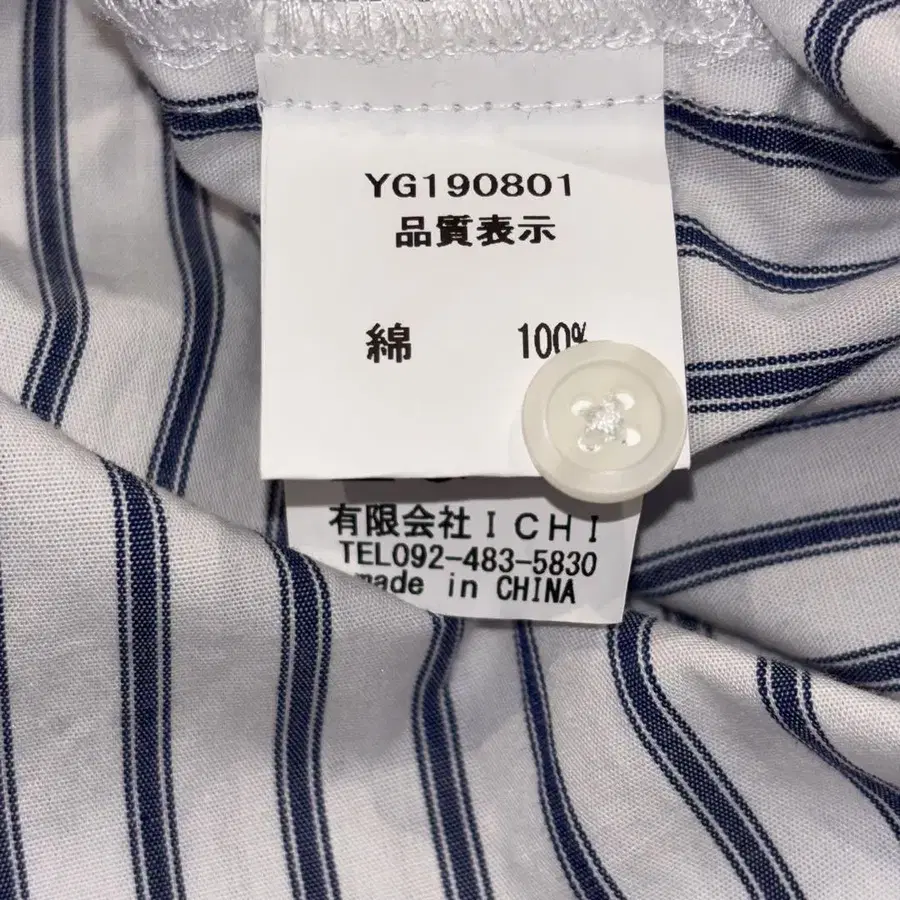 YG190801
品質表示
綿 100%
有限会社ICHI
TEL092-483-5830
made in CHINA